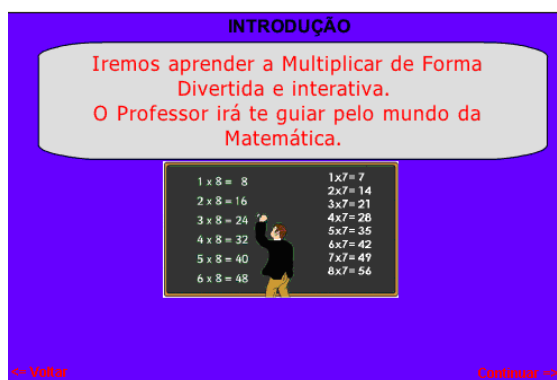 INTRODUÇÃO
Iremos aprender a Multiplicar de Forma
Divertida e interativa.
O Professor irá te guiar pelo mundo da
Matemática.
1 x 8 = 8
2 x 8 = 16
3 x 8 = 24
4 x 8 = 32
5 x 8 = 40
6 x 8 = 48
1x7= 7
2x7= 14
3x7= 21
4x7= 28
5x7= 35
6x7= 42
7x7= 49
8x7= 56
<< Voltar
Continuar >>